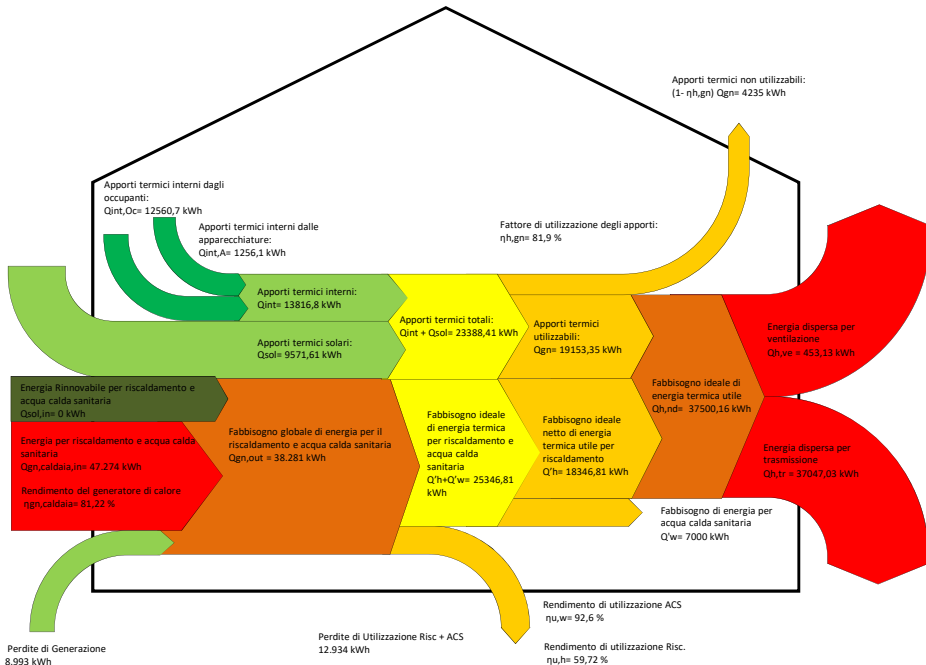 Apporti termici non utilizzabili:
(1- ηh,gn) Qgn= 4235 kWh
Apporti termici interni dagli
occupanti:
Qint,Oc= 12560,7 kWh
Apporti termici interni dalle
apparecchiature:
Qint,A= 1256,1 kWh
Fattore di utilizzazione degli apporti:
ηh,gn= 81,9 %
Apporti termici interni:
Qint= 13816,8 kWh
Apporti termici totali:
Qint + Qsol= 23388,41 kWh
Apporti termici
utilizzabili:
Qgn= 19153,35 kWh
Energia dispersa per
ventilazione
Qh,ve = 453,13 kWh
Apporti termici solari:
Qsol= 9571,61 kWh
Energia Rinnovabile per riscaldamento e
acqua calda sanitaria
Qsol,in= 0 kWh
Fabbisogno ideale di
energia termica utile
Qh,nd= 37500,16 kWh
Energia per riscaldamento e acqua calda
sanitaria
Qgn,caldaia,in= 47.274 kWh
Rendimento del generatore di calore
ηgn,caldaia= 81,22 %
Fabbisogno globale di energia per il
riscaldamento e acqua calda sanitaria
Qgn,out = 38.281 kWh
Fabbisogno ideale
di energia termica
per riscaldamento e
acqua calda
sanitaria
Q'h+Q'w= 25346,81
kWh
Fabbisogno ideale
netto di energia
termica utile per
riscaldamento
Q'h= 18346,81 kWh
Energia dispersa per
trasmissione
Qh,tr = 37047,03 kWh
Fabbisogno di energia per
acqua calda sanitaria
Q'w= 7000 kWh
Rendimento di utilizzazione ACS
ηu,w= 92,6 %
Perdite di Utilizzazione Risc + ACS
12.934 kWh
Rendimento di utilizzazione Risc.
ηu,h= 59,72 %
Perdite di Generazione
8.993 kWh